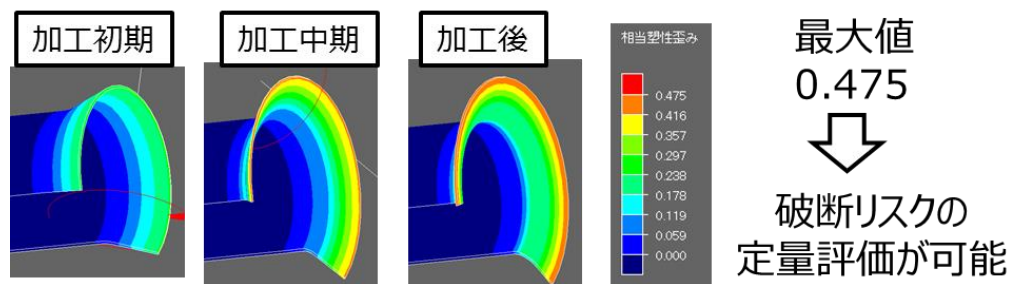 加工初期
加工中期
加工後
相当塑性歪み
0.475
0.416
0.357
0.297
0.238
0.178
0.119
0.059
0.000
最大値
0.475
破断リスクの
定量評価が可能